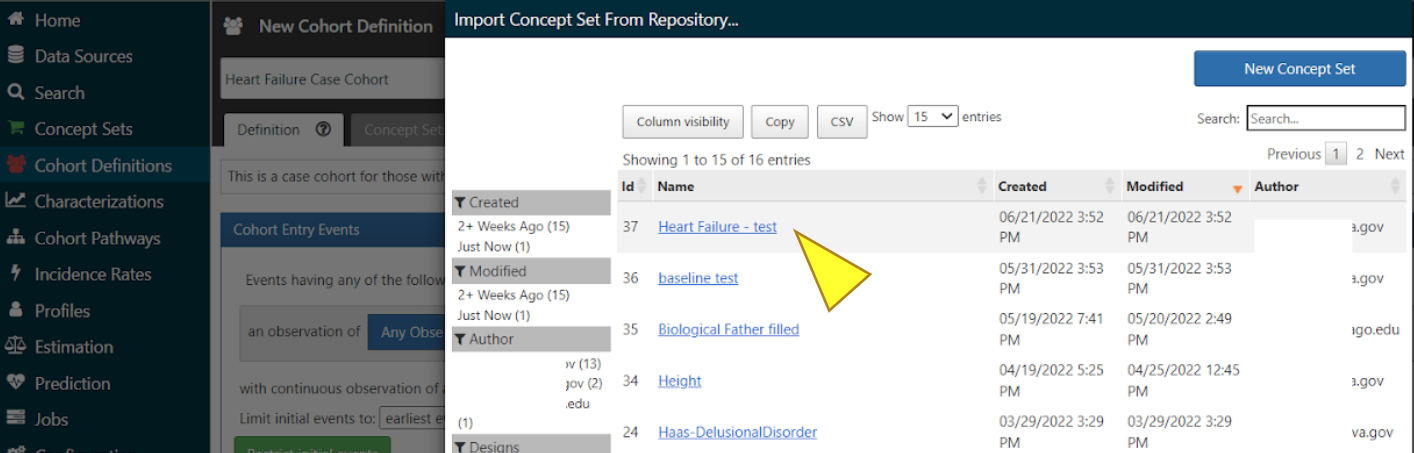 Home
Data Sources
Search
Concept Sets
Cohort Definitions
Characterizations
Cohort Pathways
Incidence Rates
Profiles
Estimation
Prediction
Jobs
New Cohort Definition
Heart Failure Case Cohort
Definition
Concept Set
This is a case cohort for those with
Cohort Entry Events
Events having any of the follow
an observation of Any Obse
with continuous observation of a
Limit initial events to: earliest e
Restrict initial events
Import Concept Set From Repository...
New Concept Set
Column visibility Copy CSV Show 15 entries Search: Search...
Showing 1 to 15 of 16 entries Previous 1 2 Next
Created
2+ Weeks Ago (15)
Just Now (1)
Modified
2+ Weeks Ago (15)
Just Now (1)
Author
ov (13)
gov (2)
.edu
(1)
Designs
Id Name Created Modified Author
37 Heart Failure - test 06/21/2022 3:52 06/21/2022 3:52 a.gov
PM PM
36 baseline test 05/31/2022 3:53 05/31/2022 3:53 a.gov
PM PM
35 Biological Father filled 05/19/2022 7:41 05/20/2022 2:49 ago.edu
PM PM
34 Height 04/19/2022 5:25 04/25/2022 12:45 a.gov
PM PM
24 Haas-DelusionalDisorder 03/29/2022 3:29 03/29/2022 3:29 va.gov
PM PM